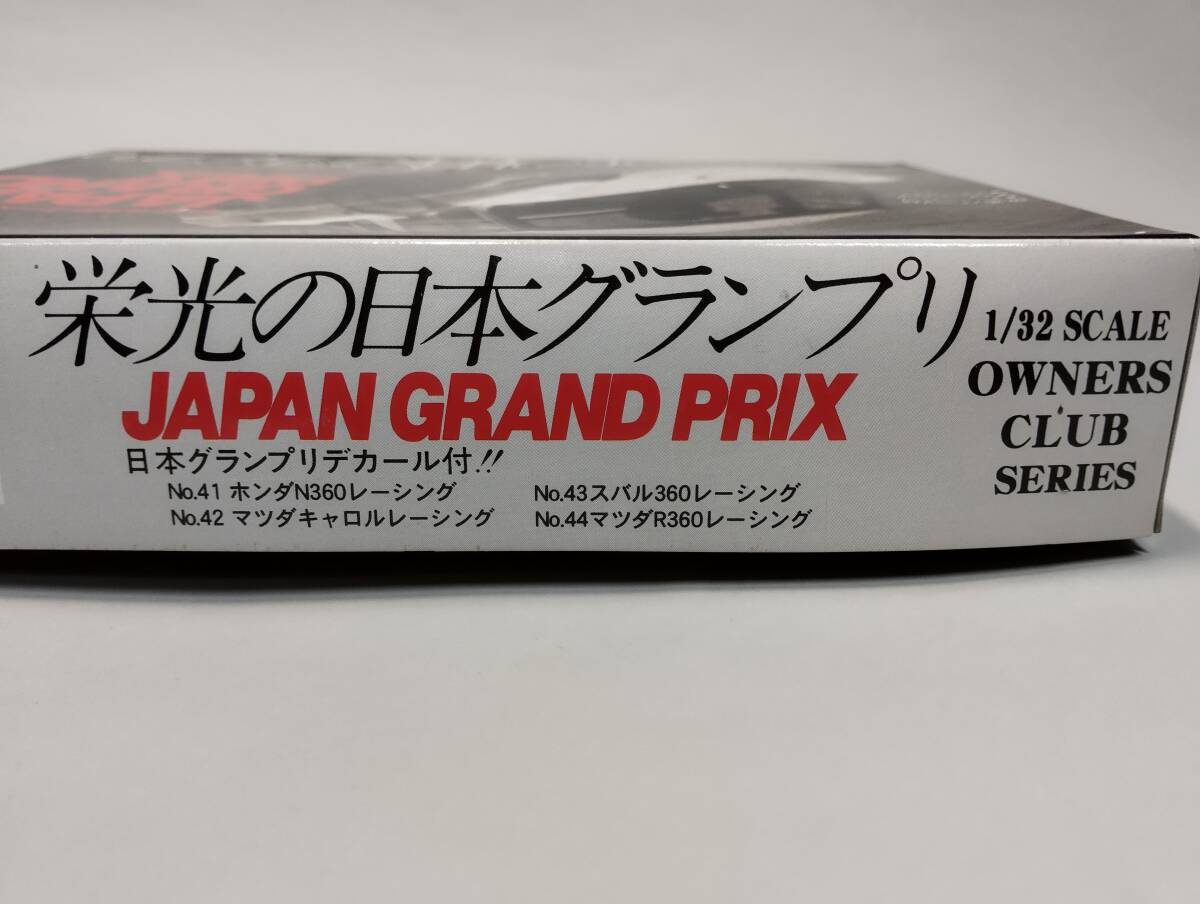 栄光の日本グランプリ
JAPAN GRAND PRIX
日本グランプリデカール付!!
No.41 ホンダN360レーシング
No.42 マツダキャロルレーシング
No.43スバル360レーシング
No.44マツダR360レーシング
1/32 SCALE
OWNERS
CLUB
SERIES